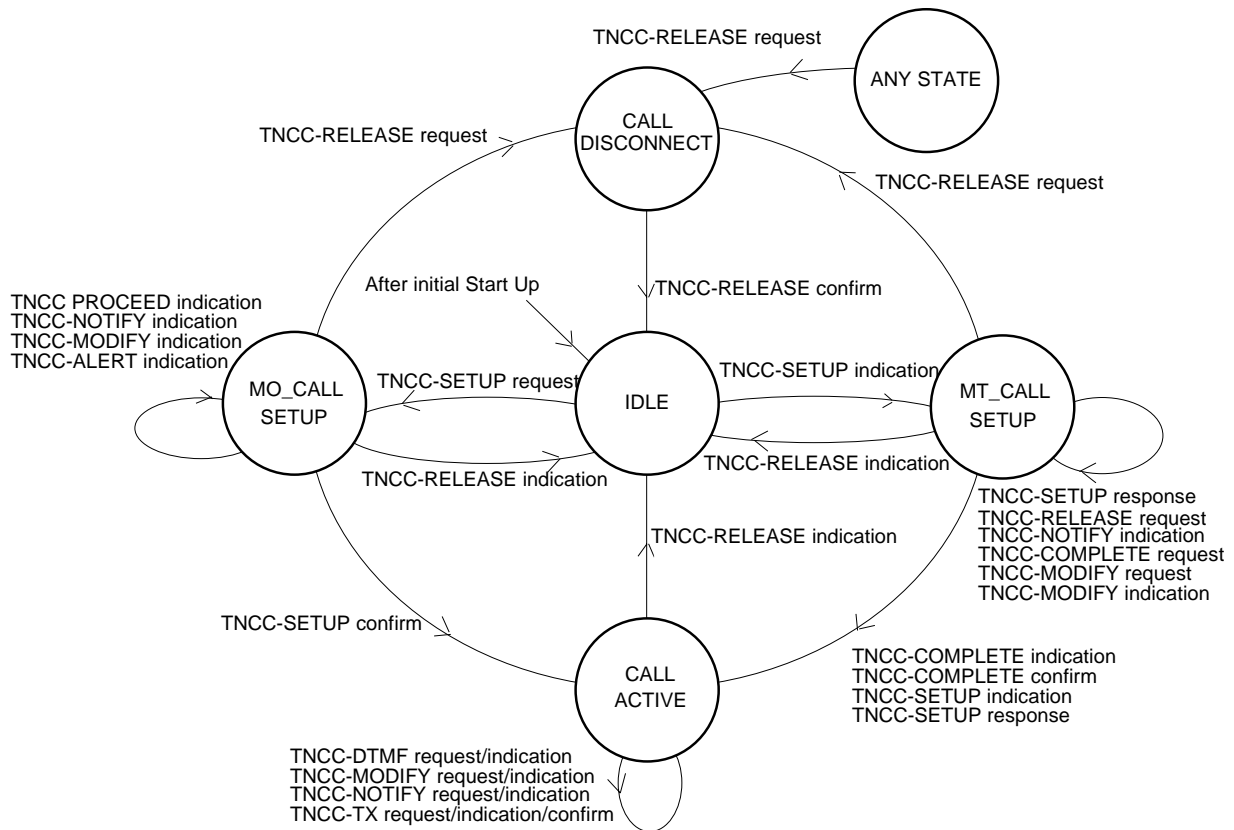 TNCC-RELEASE request
ANY STATE
CALL
DISCONNECT
TNCC-RELEASE request
TNCC-RELEASE request
After initial Start Up
TNCC-RELEASE confirm
TNCC PROCEED indication
TNCC-NOTIFY indication
TNCC-MODIFY indication
TNCC-ALERT indication
TNCC-SETUP request
TNCC-SETUP indication
MO_CALL
SETUP
IDLE
MT_CALL
SETUP
TNCC-RELEASE indication
TNCC-RELEASE indication
TNCC-SETUP response
TNCC-RELEASE request
TNCC-NOTIFY indication
TNCC-COMPLETE request
TNCC-MODIFY request
TNCC-MODIFY indication
TNCC-RELEASE indication
TNCC-SETUP confirm
TNCC-COMPLETE indication
TNCC-COMPLETE confirm
TNCC-SETUP indication
TNCC-SETUP response
CALL
ACTIVE
TNCC-DTMF request/indication
TNCC-MODIFY request/indication
TNCC-NOTIFY request/indication
TNCC-TX request/indication/confirm